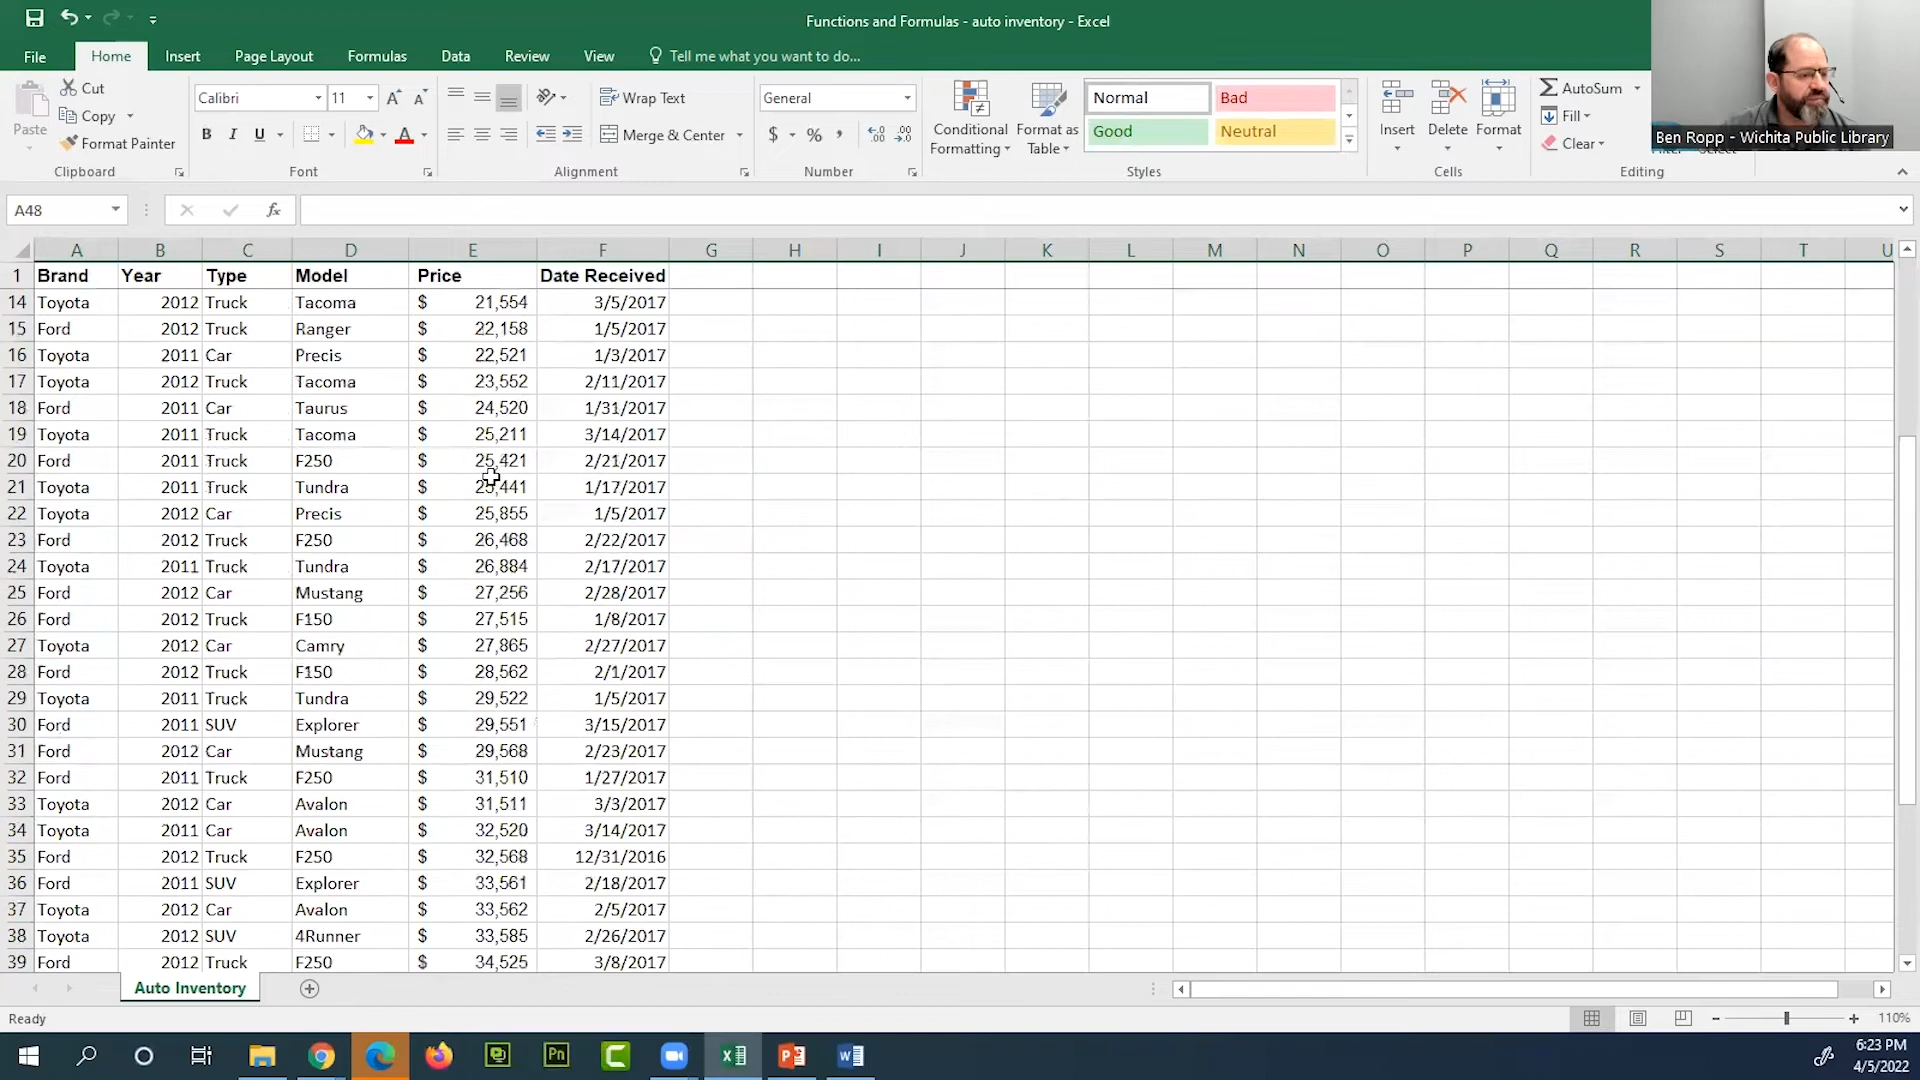 Functions and Formulas - auto inventory - Excel
File Home Insert Page Layout Formulas Data Review View Tell me what you want to do...
Paste
Cut
Copy
Format Painter
Clipboard
Calibri 11
B I U
Font
Wrap Text
Merge & Center
Alignment
General
$ % ,
Number
Conditional Formatting
Format as Table
Normal Bad
Good Neutral
Styles
Insert Delete Format
Cells
AutoSum
Fill
Clear
Editing
Ben Ropp - Wichita Public Library
A48 fx
A B C D E F G H I J K L M N O P Q R S T U
1 Brand Year Type Model Price Date Received
14 Toyota 2012 Truck Tacoma $ 21,554 3/5/2017
15 Ford 2012 Truck Ranger $ 22,158 1/5/2017
16 Toyota 2011 Car Precis $ 22,521 1/3/2017
17 Toyota 2012 Truck Tacoma $ 23,552 2/11/2017
18 Ford 2011 Car Taurus $ 24,520 1/31/2017
19 Toyota 2011 Truck Tacoma $ 25,211 3/14/2017
20 Ford 2011 Truck F250 $ 25,421 2/21/2017
21 Toyota 2011 Truck Tundra $ 25,441 1/17/2017
22 Toyota 2012 Car Precis $ 25,855 1/5/2017
23 Ford 2012 Truck F250 $ 26,468 2/22/2017
24 Toyota 2011 Truck Tundra $ 26,884 2/17/2017
25 Ford 2012 Car Mustang $ 27,256 2/28/2017
26 Ford 2012 Truck F150 $ 27,515 1/8/2017
27 Toyota 2012 Car Camry $ 27,865 2/27/2017
28 Ford 2012 Truck F150 $ 28,562 2/1/2017
29 Toyota 2011 Truck Tundra $ 29,522 1/5/2017
30 Ford 2011 SUV Explorer $ 29,551 3/15/2017
31 Ford 2012 Car Mustang $ 29,568 2/23/2017
32 Ford 2011 Truck F250 $ 31,510 1/27/2017
33 Toyota 2012 Car Avalon $ 31,511 3/3/2017
34 Toyota 2011 Car Avalon $ 32,520 3/14/2017
35 Ford 2012 Truck F250 $ 32,568 12/31/2016
36 Ford 2011 SUV Explorer $ 33,561 2/18/2017
37 Toyota 2012 Car Avalon $ 33,562 2/5/2017
38 Toyota 2012 SUV 4Runner $ 33,585 2/26/2017
39 Ford 2012 Truck F250 $ 34,525 3/8/2017
Auto Inventory
Ready 110%
6:23 PM
4/5/2022